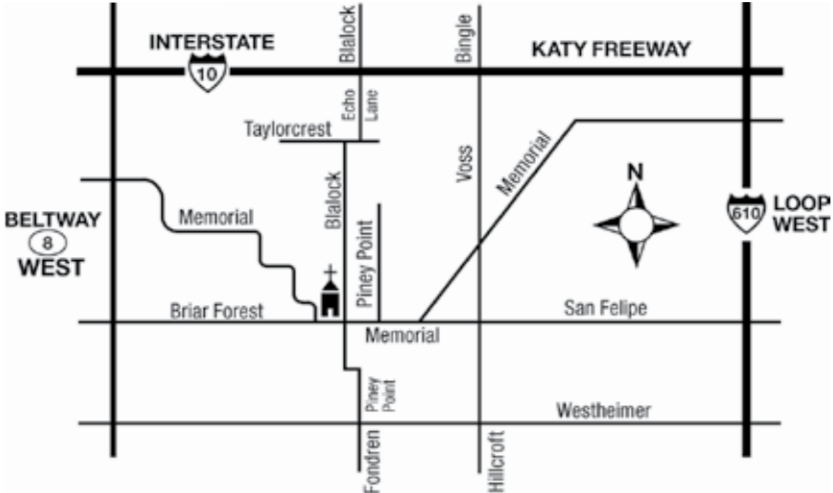 INTERSTATE
10
Blalock
Bingle
KATY FREEWAY
Echo
Lane
Taylorcrest
Voss
Memorial
BELTWAY
8
WEST
Memorial
Blalock
Piney Point
N
610
LOOP
WEST
Briar Forest
Memorial
San Felipe
Piney
Point
Westheimer
Fondren
Hillcroft